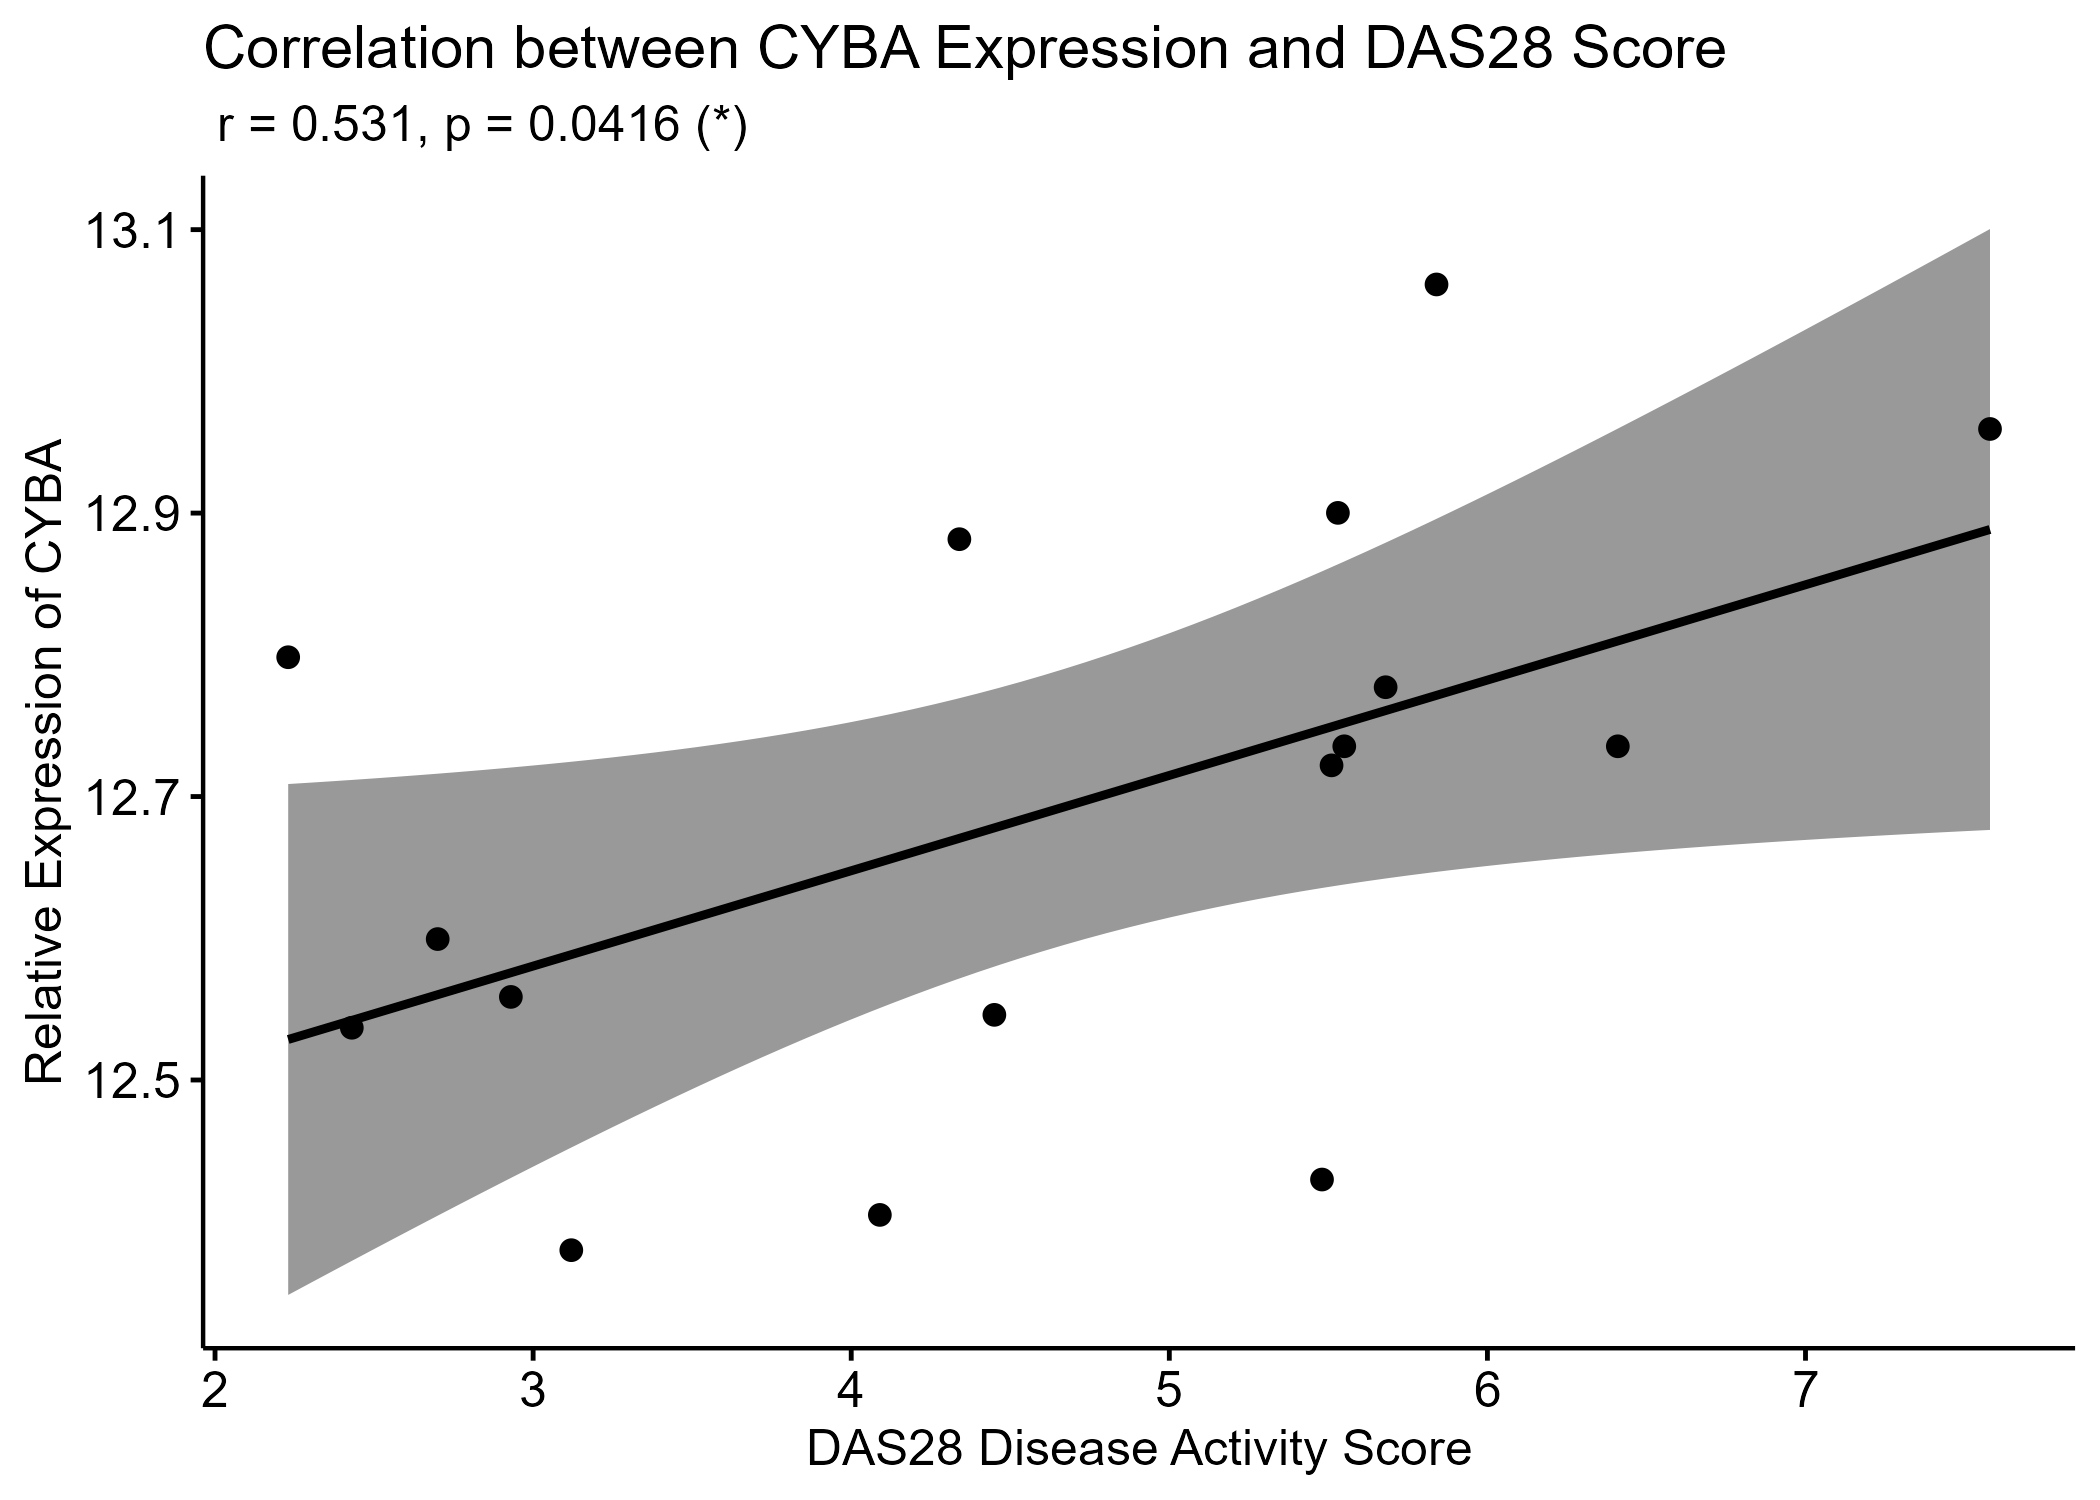 Correlation between CYBA Expression and DAS28 Score
r = 0.531, p = 0.0416 (*)
Relative Expression of CYBA
13.1
12.9
12.7
12.5
2 3 4 5 6 7
DAS28 Disease Activity Score